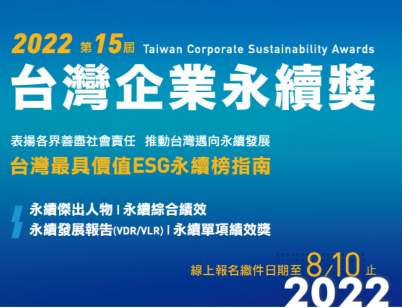 2022 第15屆 Taiwan Corporate Sustainability Awards
台灣企業永續獎
表揚各界善盡社會責任 推動台灣邁向永續發展
台灣最具價值ESG永續榜指南
永續傑出人物 | 永續綜合績效
永續發展報告(VDR/VLR) | 永續單項績效獎
線上報名繳件日期至 8/10 止
2022